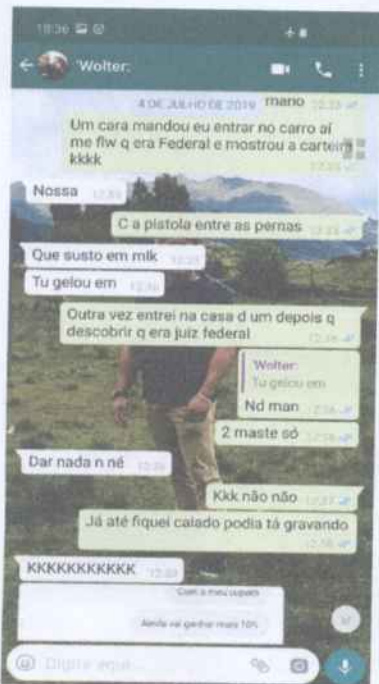 18:36
'Wolter:
4 DE JULHO DE 2019
mano 12:35
Um cara mandou eu entrar no carro aí
me flw q era Federal e mostrou a carteira
kkkk
Nossa
C a pistola entre as pernas
Que susto em mlk
Tu gelou em
Outra vez entrei na casa d um depois q
descobrir q era juiz federal
Wolter:
Tu gelou em
Nd man
2 maste só
Dar nada n né
Kkk não não
Já até fiquei calado podia tá gravando
KKKKKKKKKKK
Com o meu cupom
Ainda vai ganhar mais 10%
Digite aqui...